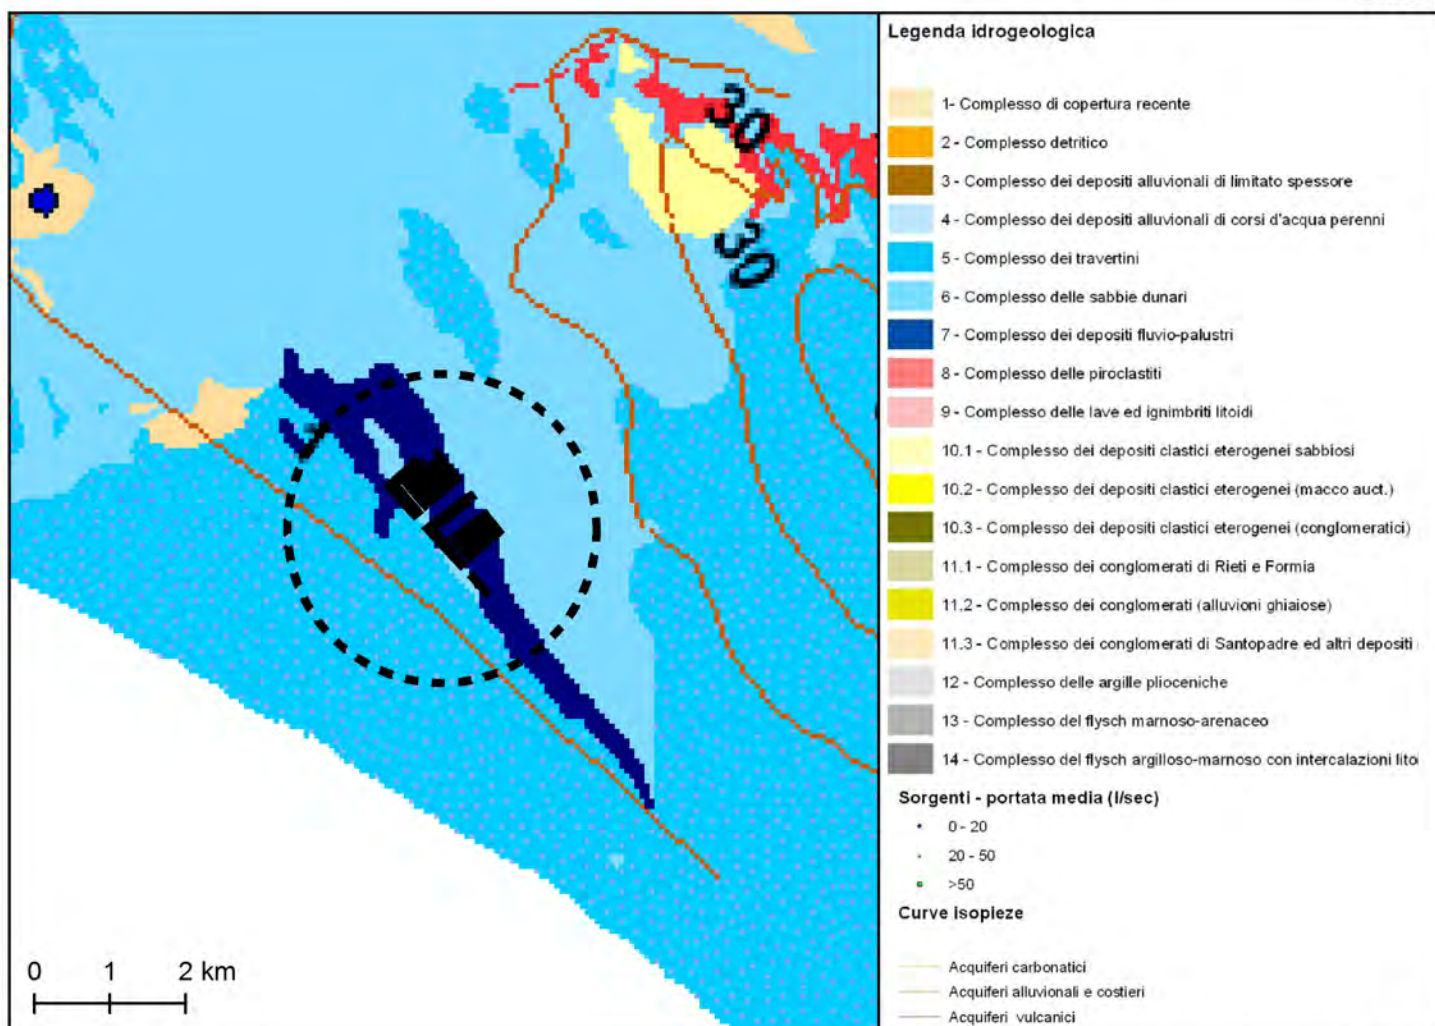 Legenda idrogeologica
1- Complesso di copertura recente
2 - Complesso detritico
3 - Complesso dei depositi alluvionali di limitato spessore
4 - Complesso dei depositi alluvionali di corsi d'acqua perenni
5 - Complesso dei travertini
6 - Complesso delle sabbie dunari
7 - Complesso dei depositi fluvio-palustri
8 - Complesso delle piroclastiti
9 - Complesso delle lave ed ignimbriti litoidi
10.1 - Complesso dei depositi clastici eterogenei sabbiosi
10.2 - Complesso dei depositi clastici eterogenei (macco auct.)
10.3 - Complesso dei depositi clastici eterogenei (conglomeratici)
11.1 - Complesso dei conglomerati di Rieti e Formia
11.2 - Complesso dei conglomerati (alluvioni ghiaiose)
11.3 - Complesso dei conglomerati di Santopadre ed altri depositi
12 - Complesso delle argille plioceniche
13 - Complesso del flysch marnoso-arenaceo
14 - Complesso del flysch argilloso-marnoso con intercalazioni lito
Sorgenti - portata media (l/sec)
0 - 20
20 - 50
>50
Curve isopieze
Acquiferi carbonatici
Acquiferi alluvionali e costieri
Acquiferi vulcanici
30
30
0 1 2 km